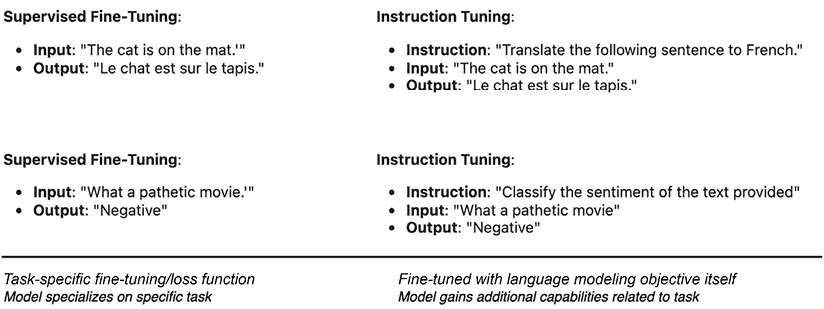 Supervised Fine-Tuning:
• Input: "The cat is on the mat.'"
• Output: "Le chat est sur le tapis."
Instruction Tuning:
• Instruction: "Translate the following sentence to French."
• Input: "The cat is on the mat."
• Output: "Le chat est sur le tapis."
Supervised Fine-Tuning:
• Input: "What a pathetic movie.'"
• Output: "Negative"
Instruction Tuning:
• Instruction: "Classify the sentiment of the text provided"
• Input: "What a pathetic movie"
• Output: "Negative"
Task-specific fine-tuning/loss function
Model specializes on specific task
Fine-tuned with language modeling objective itself
Model gains additional capabilities related to task